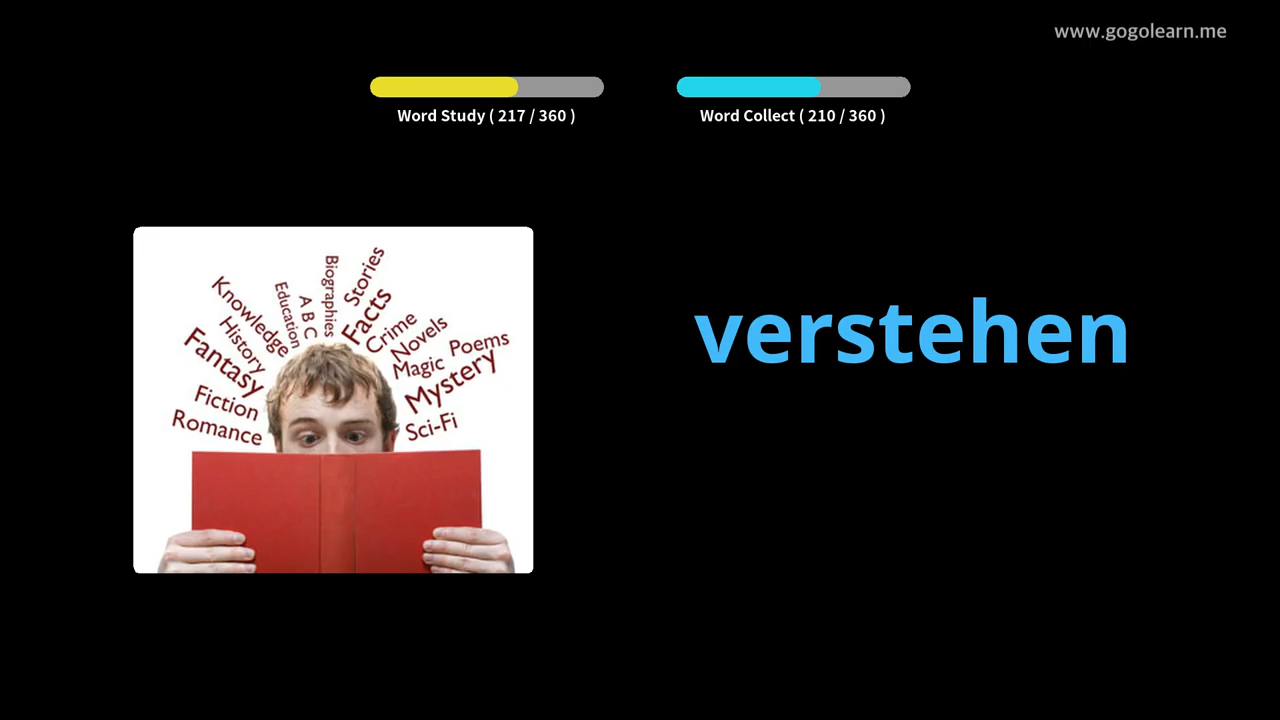 www.gogolearn.me
Word Study ( 217 / 360 )
Word Collect ( 210 / 360 )
verstehen
Romance
Fiction
Fantasy
History
Knowledge
Education
A B C
Biographies
Stories
Facts
Crime
Novels
Magic
Poems
Mystery
Sci-Fi